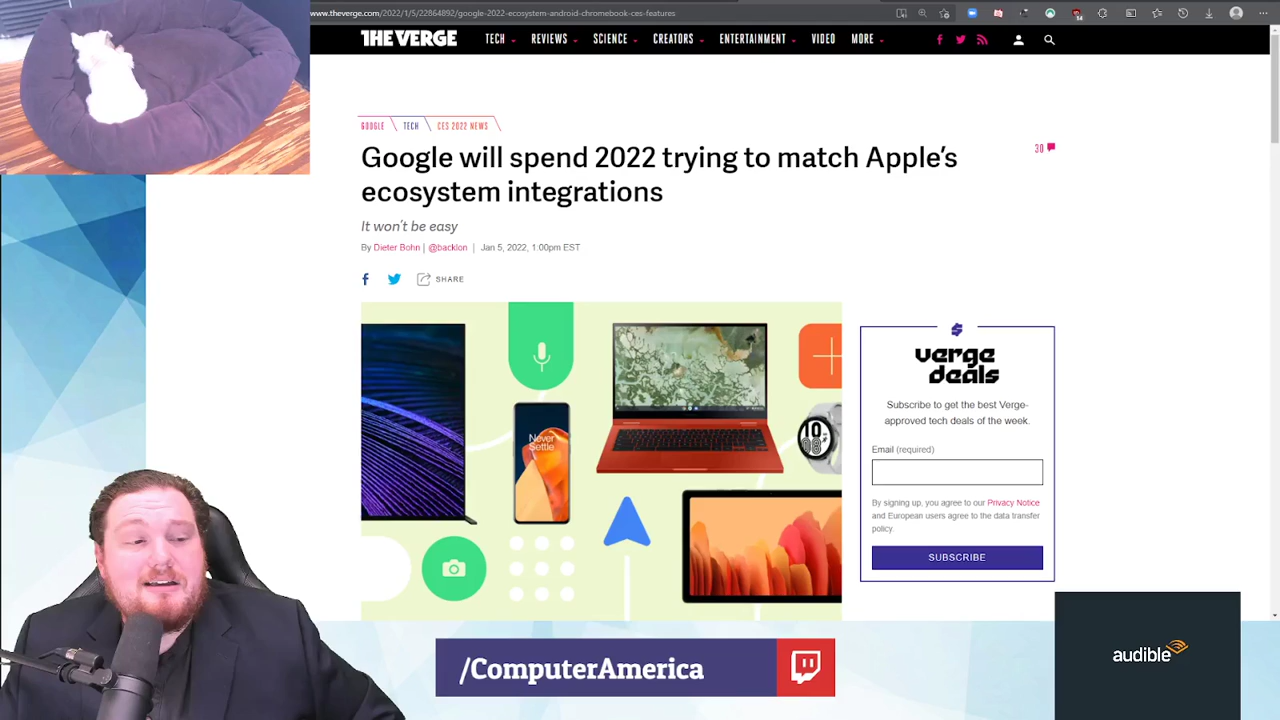 www.theverge.com/2022/1/5/22864892/google-2022-ecosystem-android-chromebook-ces-features
THE VERGE
TECH
REVIEWS
SCIENCE
CREATORS
ENTERTAINMENT
VIDEO
MORE
GOOGLE
TECH
CES 2022 NEWS
Google will spend 2022 trying to match Apple's
ecosystem integrations
30
It won't be easy
By Dieter Bohn | @backlon | Jan 5, 2022, 1:00pm EST
SHARE
Never
Settle
10
08
verge
deals
Subscribe to get the best Verge-
approved tech deals of the week.
Email (required)
By signing up, you agree to our Privacy Notice
and European users agree to the data transfer
policy.
SUBSCRIBE
/ComputerAmerica
audible